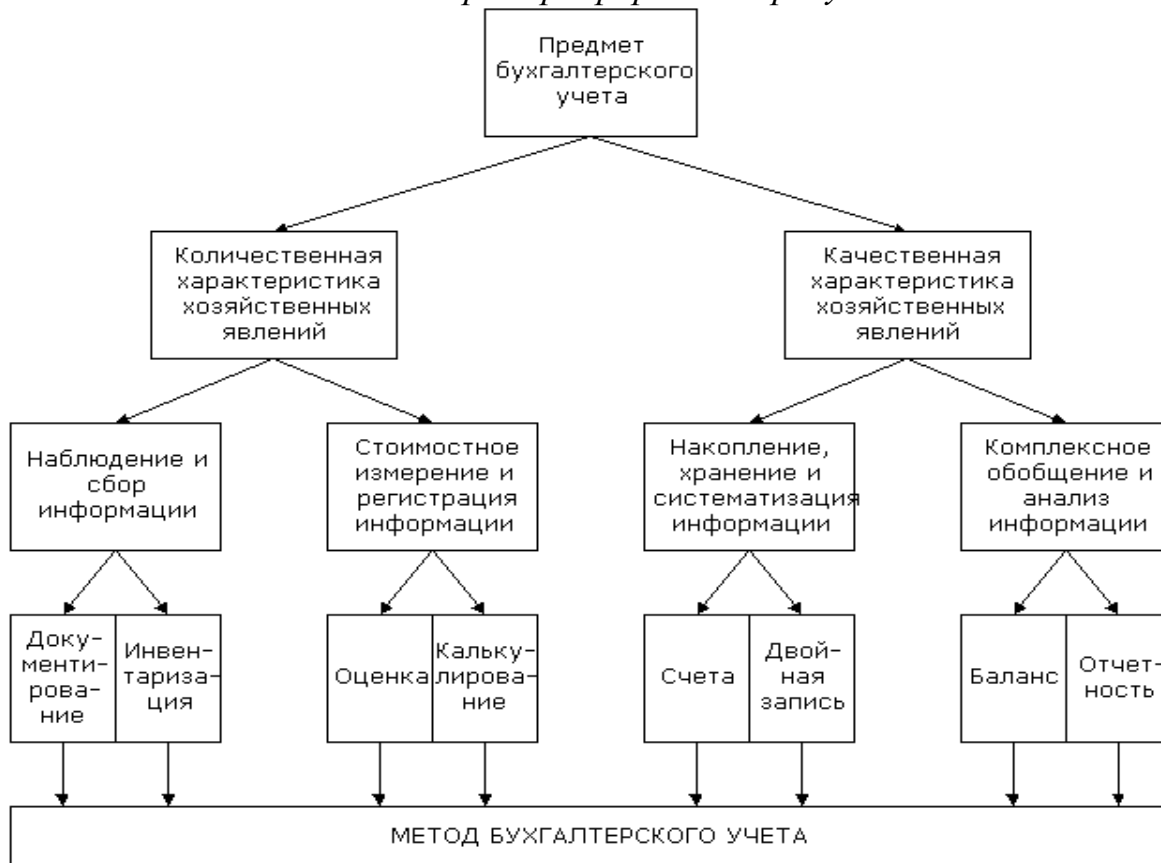 Предмет
бухгалтерского
учета
Количественная
характеристика
хозяйственных
явлений
Качественная
характеристика
хозяйственных
явлений
Наблюдение и
сбор
информации
Стоимостное
измерение и
регистрация
информации
Накопление,
хранение и
систематизация
информации
Комплексное
обобщение и
анализ
информации
Доку-
менти-
рова-
ние
Инвен-
тариза-
ция
Оценка
Кальку-
лирова-
ние
Счета
Двой-
ная
запись
Баланс
Отчет-
ность
МЕТОД БУХГАЛТЕРСКОГО УЧЕТА